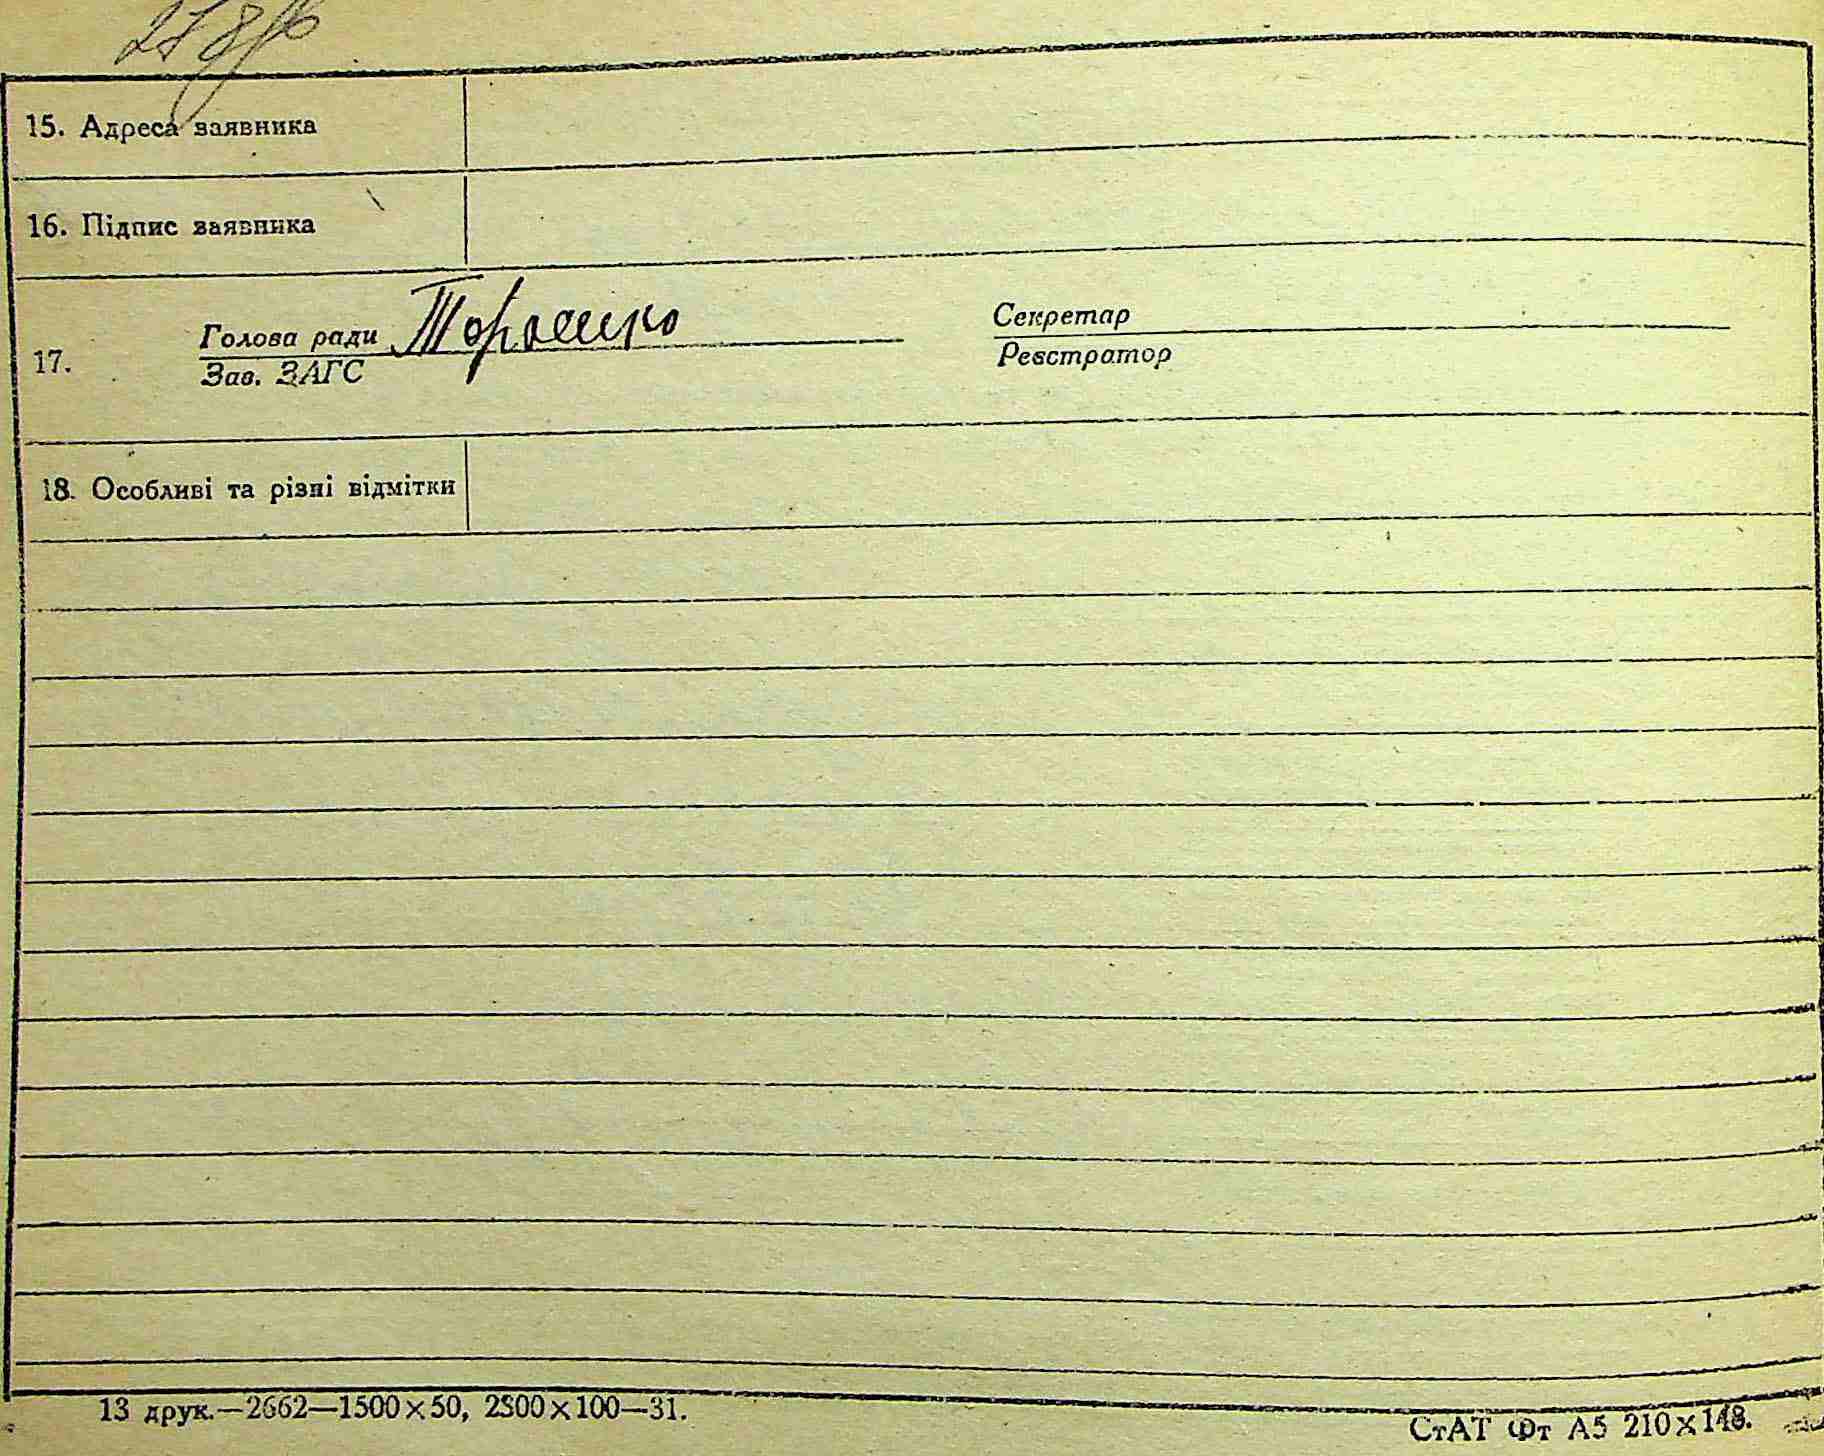 15. Адреса заявника
16. Підпис заявника
17. Голова ради
Зав. ЗАГС
Секретар
Реєстратор
18. Особливі та різні відмітки
13 друк.—2662—1500×50, 2300×100—31.
СтАТ Фт А5 210×148.